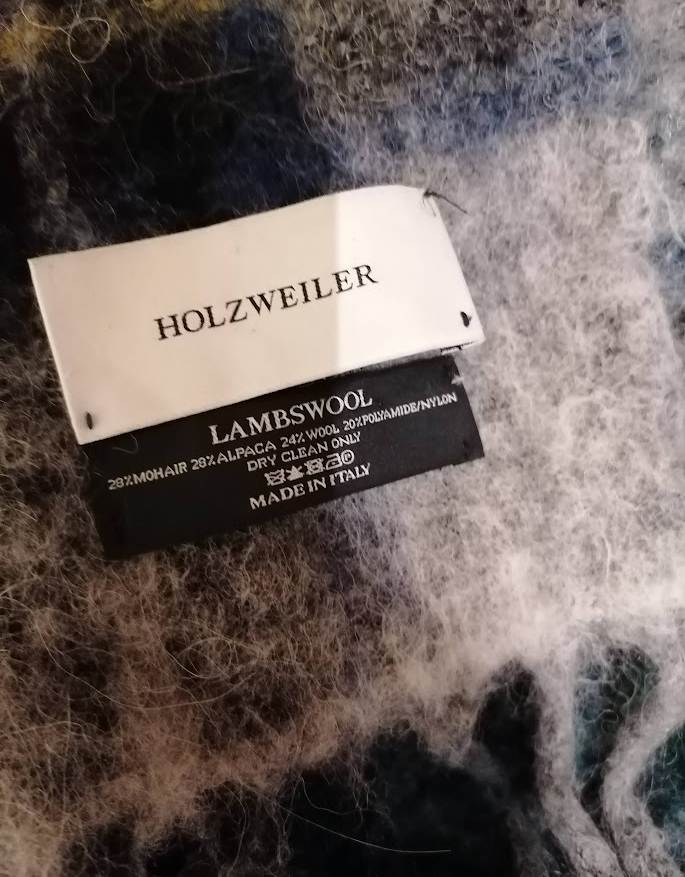 HOLZWEILER
LAMBSWOOL
28%MOHAIR 28%ALPACA 24%WOOL 20%POLYAMIDE/NYLON
DRY CLEAN ONLY
P
MADE IN ITALY